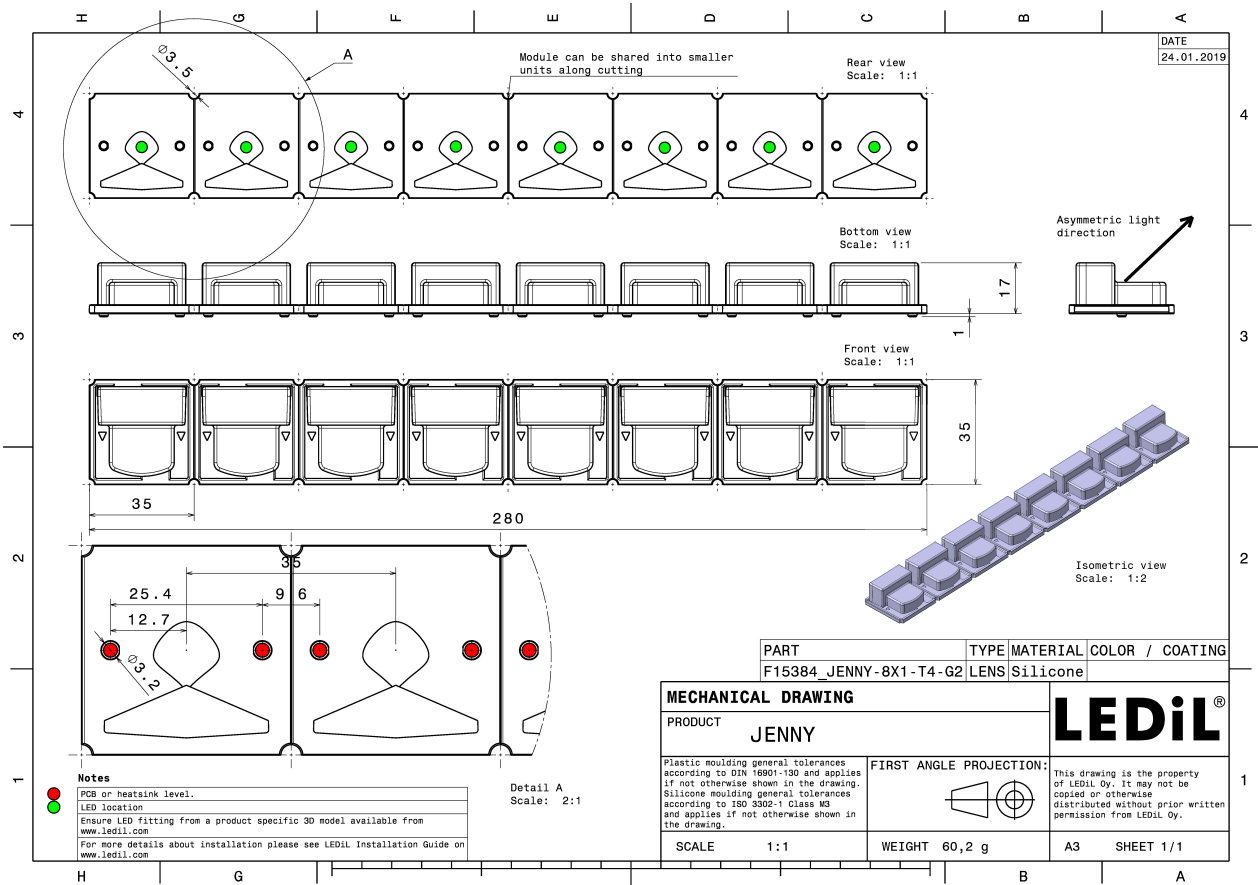 H G F E D C B A
DATE
24.01.2019
Ø3.5
A
Module can be shared into smaller
units along cutting
Rear view
Scale: 1:1
4 4
Asymmetric light
direction
Bottom view
Scale: 1:1
17
1
3 3
Front view
Scale: 1:1
35
35
280
2 2
35
25.4
9.6
12.7
Ø3.2
Isometric view
Scale: 1:2
PART TYPE MATERIAL COLOR / COATING
F15384_JENNY-8X1-T4-G2 LENS Silicone
MECHANICAL DRAWING
PRODUCT
JENNY
LEDiL®
Plastic moulding general tolerances
according to DIN 16901-130 and applies
if not otherwise shown in the drawing.
Silicone moulding general tolerances
according to ISO 3302-1 Class M3
and applies if not otherwise shown in
the drawing.
FIRST ANGLE PROJECTION:
This drawing is the property
of LEDiL Oy. It may not be
copied or otherwise
distributed without prior written
permission from LEDiL Oy.
1 1
Notes
PCB or heatsink level.
LED location
Ensure LED fitting from a product specific 3D model available from
www.ledil.com
For more details about installation please see LEDiL Installation Guide on
www.ledil.com
Detail A
Scale: 2:1
SCALE 1:1 WEIGHT 60,2 g A3 SHEET 1/1
H G B A